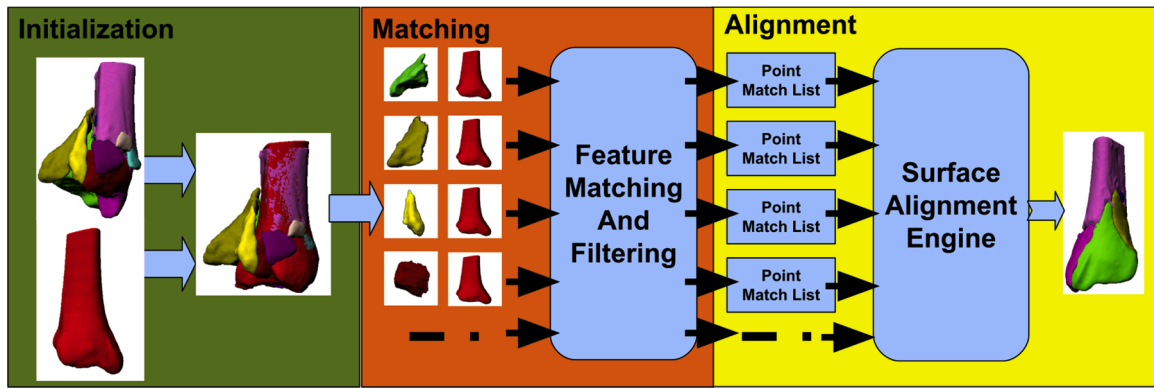 Initialization
Matching
Alignment
Point
Match List
Point
Match List
Point
Match List
Point
Match List
Feature
Matching
And
Filtering
Surface
Alignment
Engine